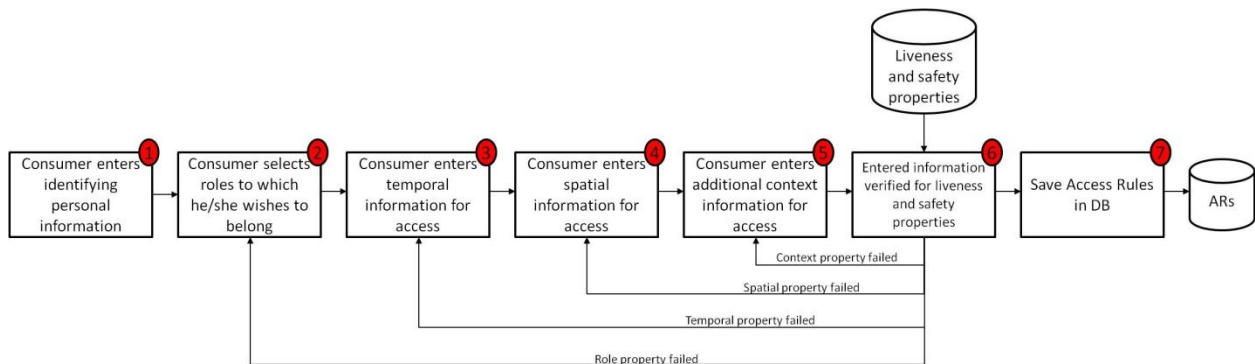 Liveness
and safety
properties
1
Consumer enters
identifying
personal
information
2
Consumer selects
roles to which
he/she wishes to
belong
3
Consumer enters
temporal
information for
access
4
Consumer enters
spatial
information for
access
5
Consumer enters
additional context
information for
access
6
Entered information
verified for liveness
and safety
properties
7
Save Access Rules
in DB
ARs
Context property failed
Spatial property failed
Temporal property failed
Role property failed